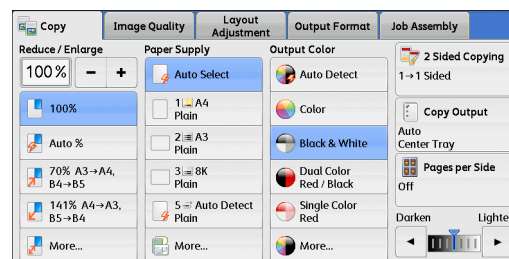 Copy
Image Quality
Layout
Adjustment
Output Format
Job Assembly
Reduce / Enlarge
100%
−
+
100%
Auto %
70% A3→A4,
B4→B5
141% A4→A3,
B5→B4
More...
Paper Supply
Auto Select
1 A4
Plain
2 A3
Plain
3 8K
Plain
5 Auto Detect
Plain
More...
Output Color
Auto Detect
Color
Black & White
Dual Color
Red / Black
Single Color
Red
More...
2 Sided Copying
1→1 Sided
Copy Output
Auto
Center Tray
Pages per Side
Off
Darken
Lighte